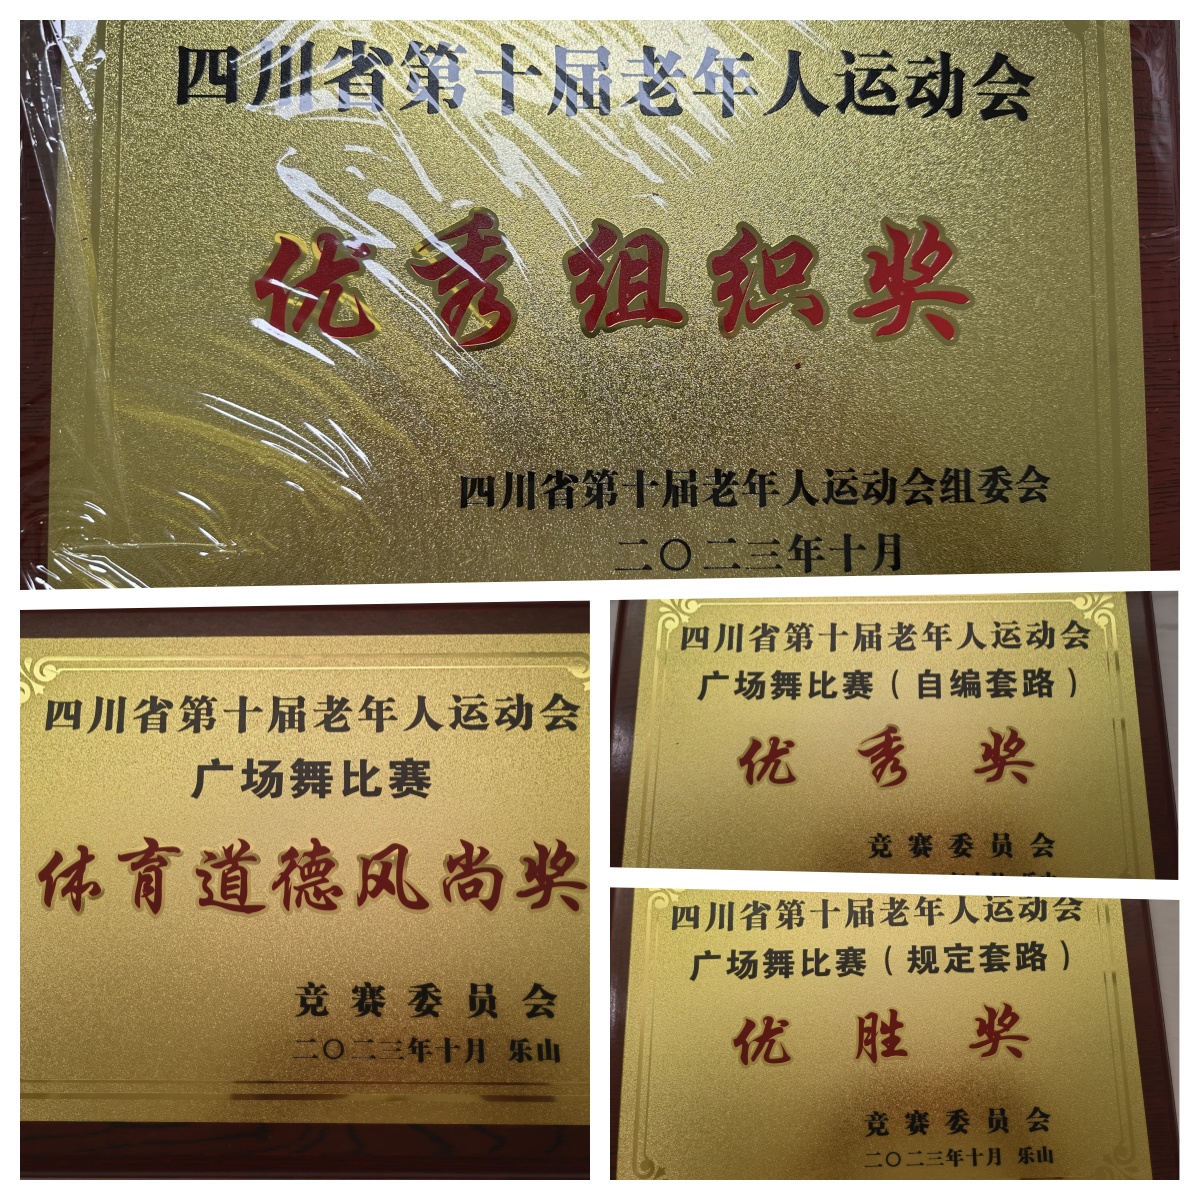 四川省第十届老年人运动会
优秀组织奖
四川省第十届老年人运动会组委会
二〇二三年十月
四川省第十届老年人运动会
广场舞比赛
体育道德风尚奖
竞赛委员会
二〇二三年十月 乐山
四川省第十届老年人运动会
广场舞比赛（自编套路）
优秀奖
竞赛委员会
四川省第十届老年人运动会
广场舞比赛（规定套路）
优胜奖
竞赛委员会
二〇二三年十月 乐山